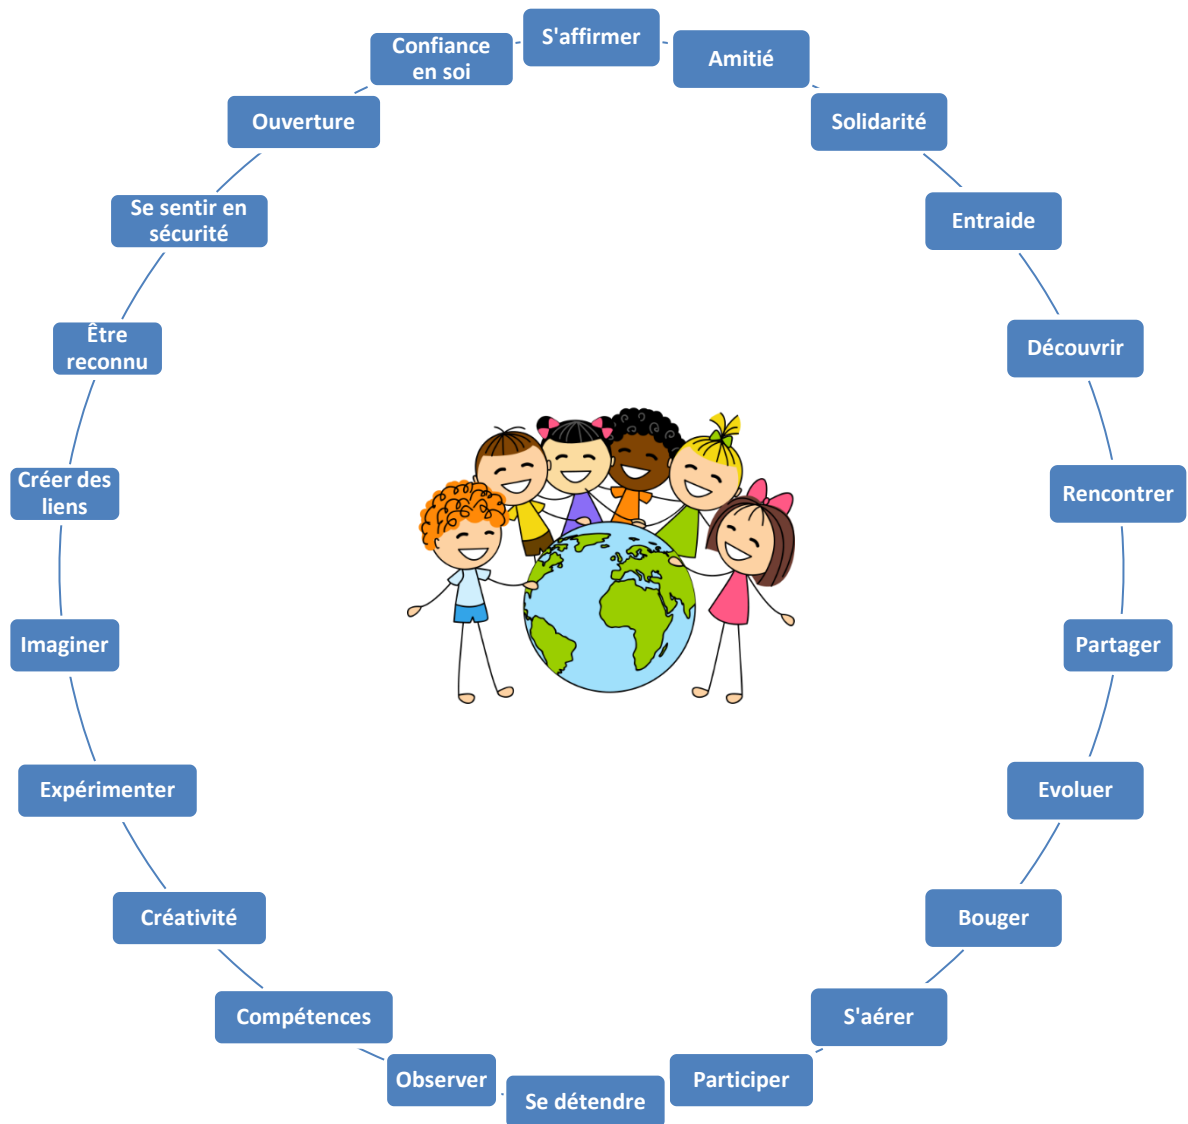 S'affirmer
Amitié
Solidarité
Entraide
Découvrir
Rencontrer
Partager
Evoluer
Bouger
S'aérer
Participer
Se détendre
Observer
Compétences
Créativité
Expérimenter
Imaginer
Créer des
liens
Être
reconnu
Se sentir en
sécurité
Ouverture
Confiance
en soi